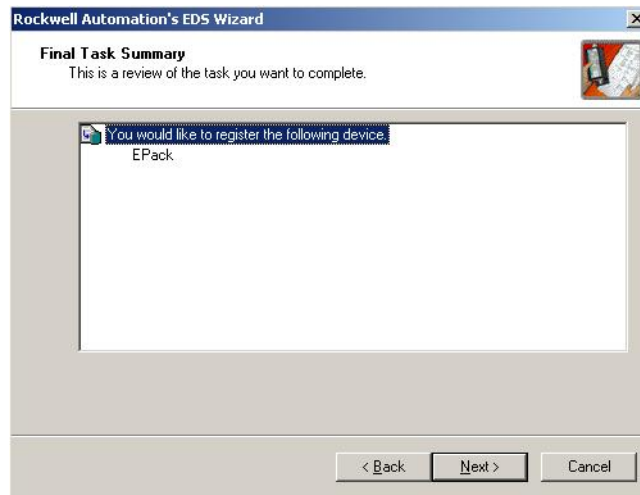 Rockwell Automation's EDS Wizard
Final Task Summary
This is a review of the task you want to complete.
You would like to register the following device.
EPack
< Back
Next >
Cancel